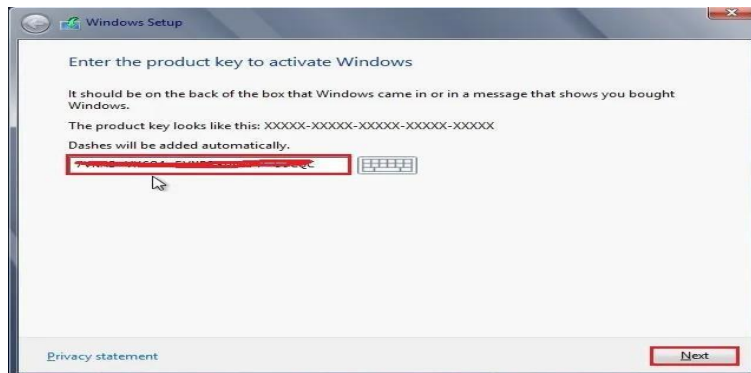 Windows Setup
Enter the product key to activate Windows
It should be on the back of the box that Windows came in or in a message that shows you bought
Windows.
The product key looks like this: XXXXX-XXXXX-XXXXX-XXXXX-XXXXX
Dashes will be added automatically.
Privacy statement
Next